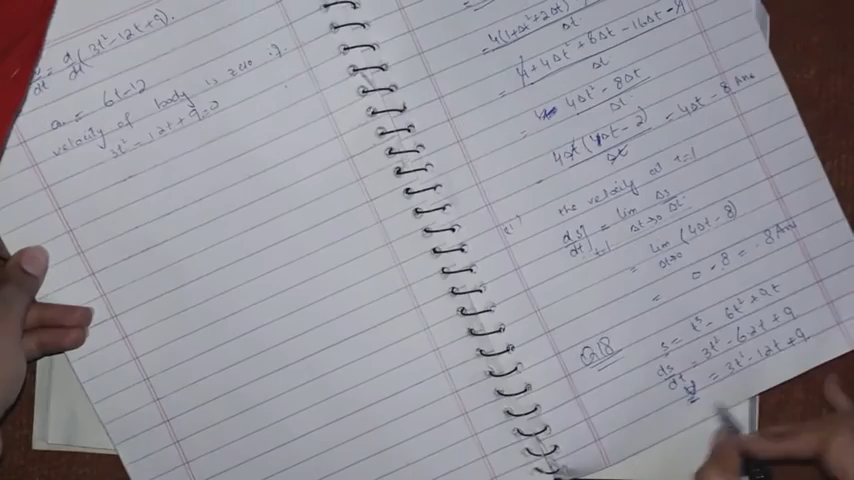 d/dt (3t² - 12t + 9).
a = 6t - 12
velocity of body is zero if
3t² - 12t + 9 = 0
= 4(1+Δt²+2Δt)
Δt
= 4+4Δt²+8Δt - 16Δt - 4
Δt
= 4Δt² - 8Δt
Δt
4Δt(Δt - 2) / Δt = 4Δt - 8 Ans
the velocity at t=1
ds/dt | t=1 = lim Δt→0 Δs/Δt
= lim Δt→0 (4Δt - 8)
= 0 - 8 = -8 Ans
Q18 s = t³ - 6t² + 9t
ds/dt = 3t² - 6·2t + 9
v = 3t² - 12t + 9